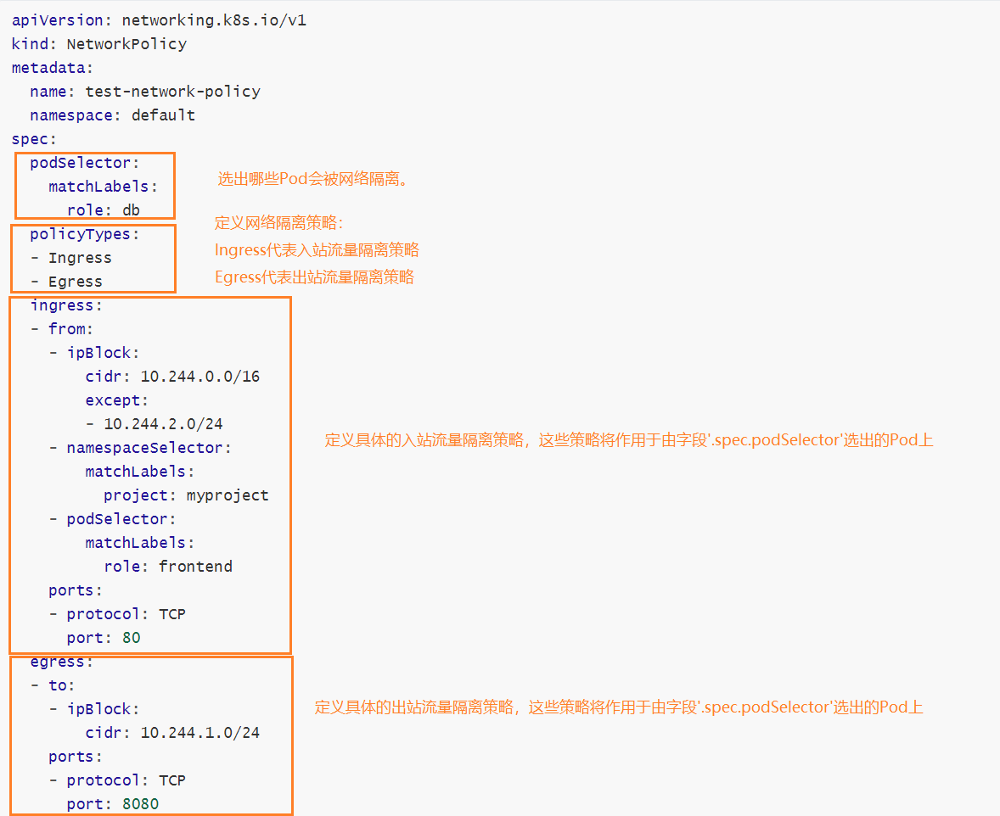 apiVersion: networking.k8s.io/v1
kind: NetworkPolicy
metadata:
  name: test-network-policy
  namespace: default
spec:
  podSelector:
    matchLabels:
      role: db
选出哪些Pod会被网络隔离。
  policyTypes:
  - Ingress
  - Egress
定义网络隔离策略：
Ingress代表入站流量隔离策略
Egress代表出站流量隔离策略
  ingress:
  - from:
    - ipBlock:
        cidr: 10.244.0.0/16
        except:
        - 10.244.2.0/24
    - namespaceSelector:
        matchLabels:
          project: myproject
    - podSelector:
        matchLabels:
          role: frontend
    ports:
    - protocol: TCP
      port: 80
定义具体的入站流量隔离策略，这些策略将作用于由字段'.spec.podSelector'选出的Pod上
  egress:
  - to:
    - ipBlock:
        cidr: 10.244.1.0/24
    ports:
    - protocol: TCP
      port: 8080
定义具体的出站流量隔离策略，这些策略将作用于由字段'.spec.podSelector'选出的Pod上